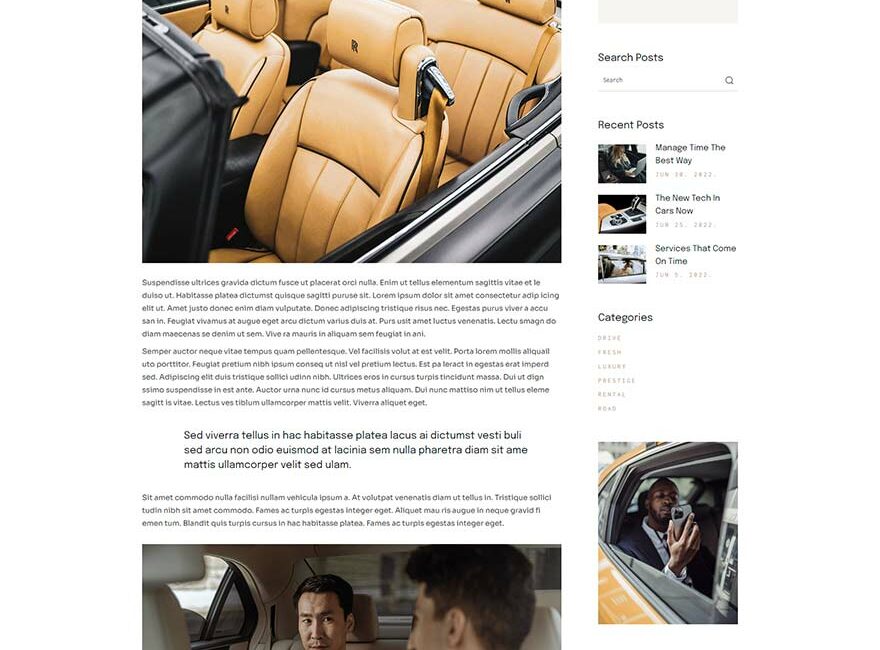 Suspendisse ultrices gravida dictum fusce ut placerat orci nulla. Enim ut tellus elementum sagittis vitae et le
duiso ut. Habitasse platea dictumst quisque sagitti puruse sit. Lorem ipsum dolor sit amet consectetur adip icing
elit ut. Amet justo donec enim diam vulputate. Donec adipiscing tristique risus nec. Egestas purus viver a accu
san in. Feugiat vivamus at augue eget arcu dictum varius duis at. Purs usit amet luctus venenatis. Lectu smagn do
diam maecenas se denim ut sem. Vive ra mauris in aliquam sem feugiat in ani.
Semper auctor neque vitae tempus quam pellentesque. Vel facilisis volut at est velit. Porta lorem mollis aliquail
uto porttitor. Feugiat pretium nibh ipsum conseq ut nisl vel pretium lectus. Est pa leract in egestas erat imperd
sed. Adipiscing elit duis tristique sollici udinn nibh. Ultrices eros in cursus turpis tincidunt massa. Dui ut dign
ssimo suspendisse in est ante. Auctor urna nunc id cursus metus aliquam. Dui nunc mattiso nim ut tellus eleme
sagitt is vitae. Lectus ves tiblum ullamcorper mattis velit. Viverra aliquet eget.
Sed viverra tellus in hac habitasse platea lacus ai dictumst vesti buli
sed arcu non odio euismod at lacinia sem nulla pharetra diam sit ame
mattis ullamcorper velit sed ulam.
Sit amet commodo nulla facilisi nullam vehicula ipsum a. At volutpat venenatis diam ut tellus in. Tristique sollici
tudin nibh sit amet commodo. Fames ac turpis egestas integer eget. Aliquet mau ris augue in neque gravid fi
emen tum. Blandit quis turpis cursus in hac habitasse platea. Fames ac turpis egestas integer eget.
Search Posts
Search
Recent Posts
Manage Time The
Best Way
JUN 30, 2022.
The New Tech In
Cars Now
JUN 25, 2022.
Services That Come
On Time
JUN 5, 2022.
Categories
DRIVE
FRESH
LUXURY
PRESTIGE
RENTAL
ROAD